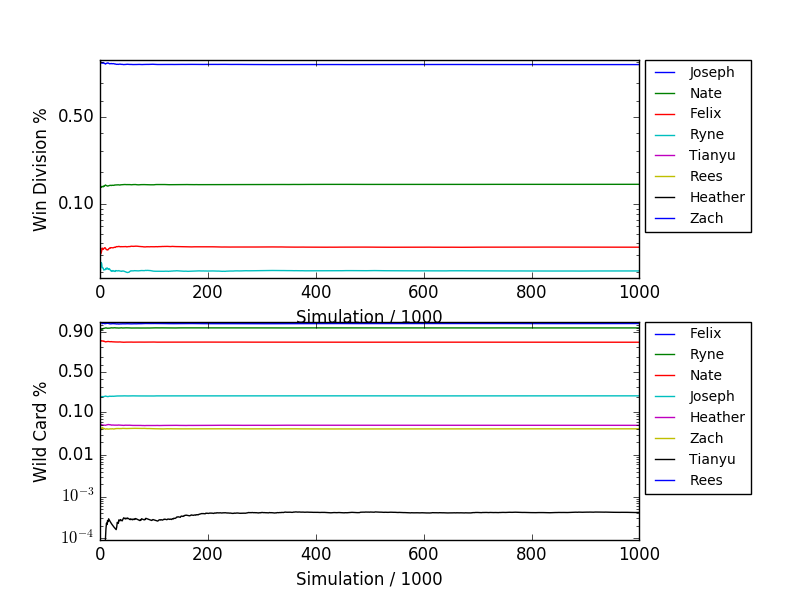 Win Division %
0.50
0.10
0 200 400 600 800 1000
Simulation / 1000
Joseph
Nate
Felix
Ryne
Tianyu
Rees
Heather
Zach
Wild Card %
0.90
0.50
0.10
0.01
10⁻³
10⁻⁴
0 200 400 600 800 1000
Simulation / 1000
Felix
Ryne
Nate
Joseph
Heather
Zach
Tianyu
Rees